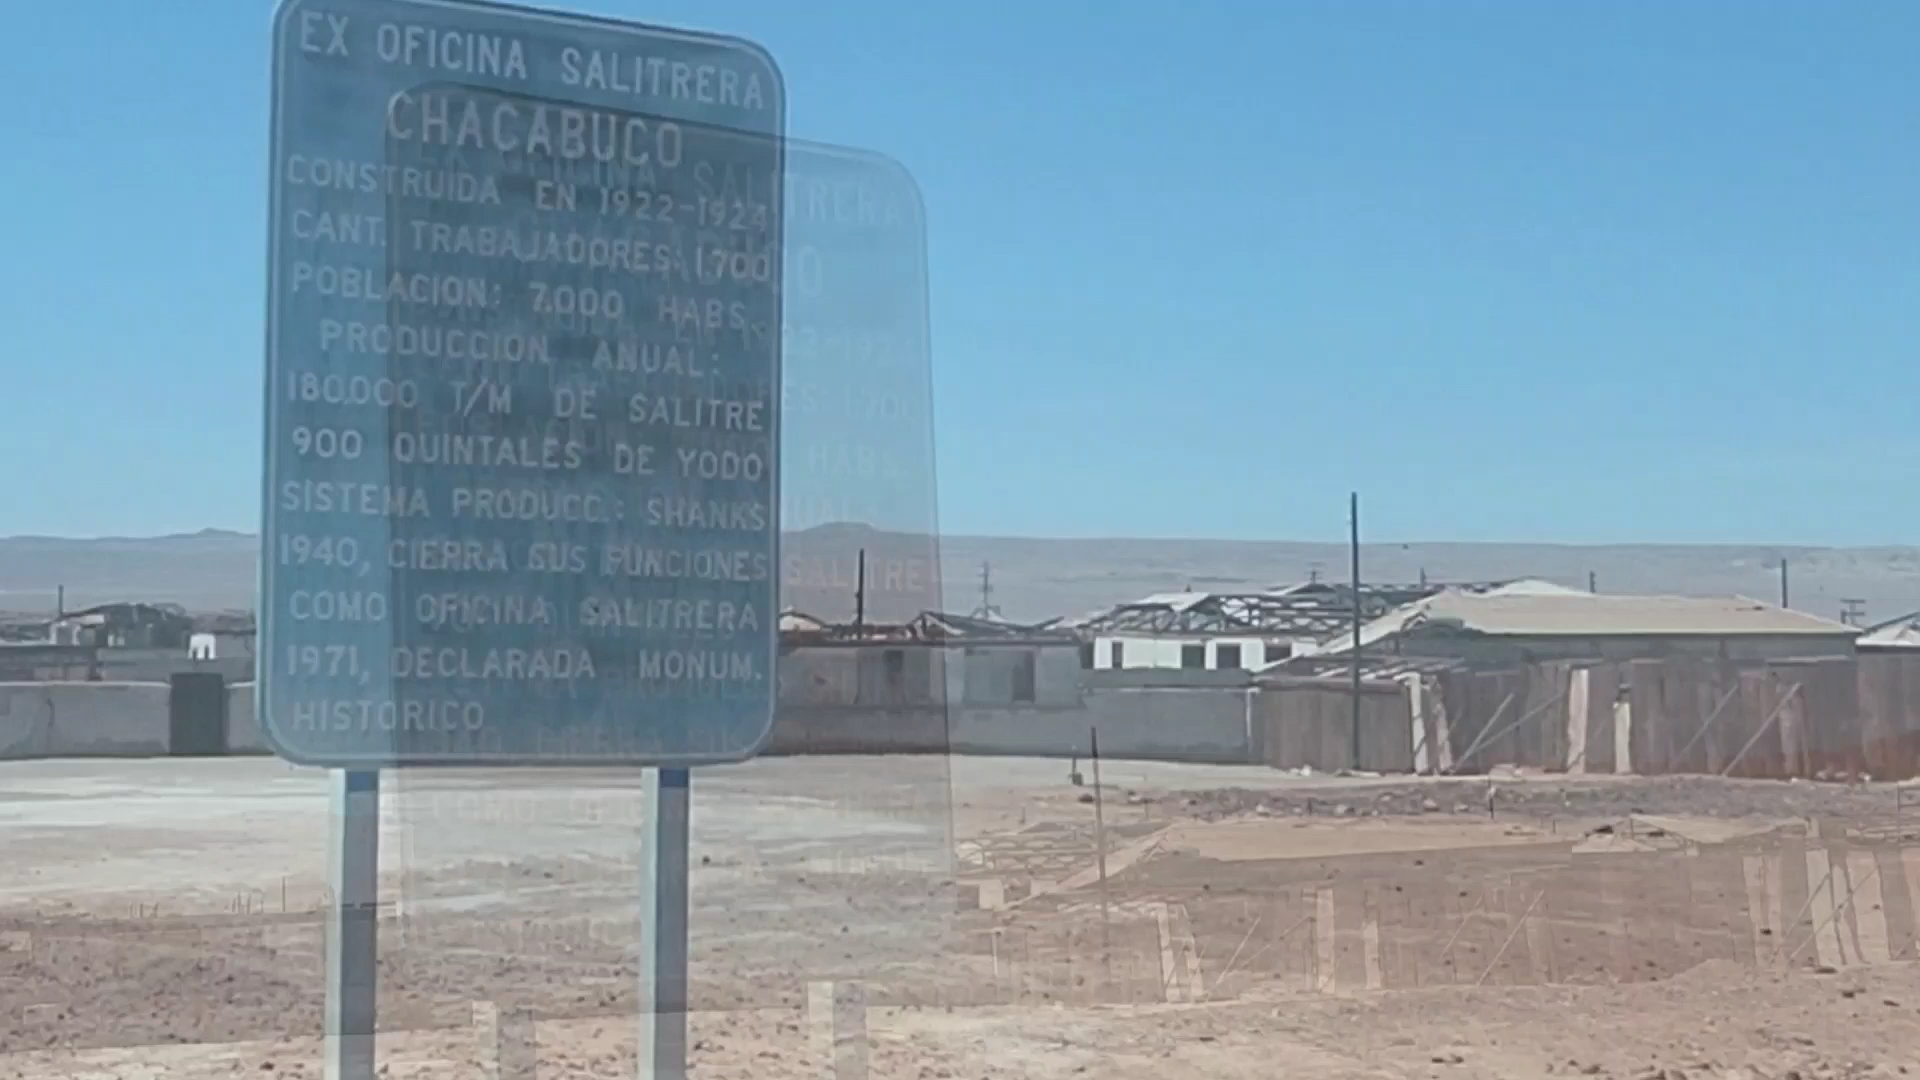 EX OFICINA SALITRERA
CHACABUCO
CONSTRUIDA EN 1922-1924
CANT. TRABAJADORES: 1.700
POBLACION: 7.000 HABS.
PRODUCCION ANUAL:
180.000 T/M DE SALITRE
900 QUINTALES DE YODO
SISTEMA PRODUCC.: SHANKS
1940, CIERRA SUS FUNCIONES
COMO OFICINA SALITRERA
1971, DECLARADA MONUM.
HISTORICO